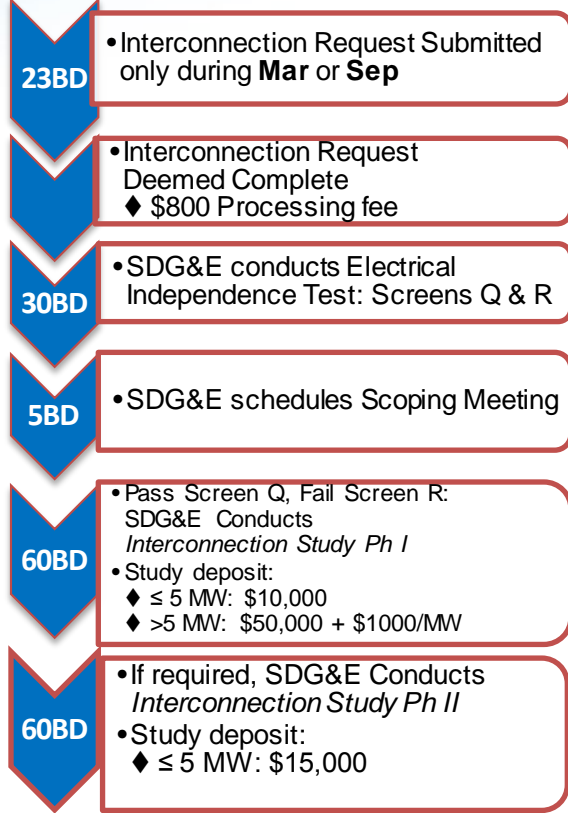 23BD
•Interconnection Request Submitted
only during Mar or Sep
•Interconnection Request
Deemed Complete
♦ $800 Processing fee
30BD
•SDG&E conducts Electrical
Independence Test: Screens Q & R
5BD
•SDG&E schedules Scoping Meeting
60BD
•Pass Screen Q, Fail Screen R:
SDG&E Conducts
Interconnection Study Ph I
•Study deposit:
♦ ≤ 5 MW: $10,000
♦ >5 MW: $50,000 + $1000/MW
60BD
•If required, SDG&E Conducts
Interconnection Study Ph II
•Study deposit:
♦ ≤ 5 MW: $15,000